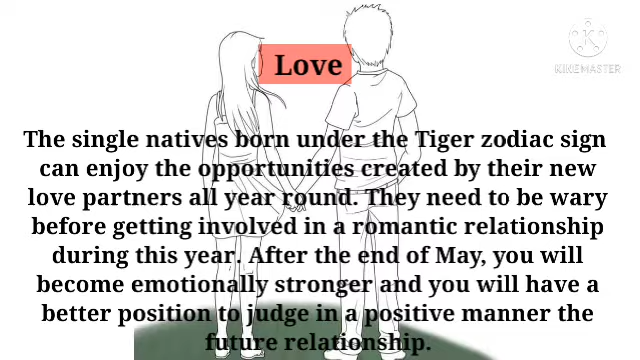 Love
KINEMASTER
The single natives born under the Tiger zodiac sign
can enjoy the opportunities created by their new
love partners all year round. They need to be wary
before getting involved in a romantic relationship
during this year. After the end of May, you will
become emotionally stronger and you will have a
better position to judge in a positive manner the
future relationship.